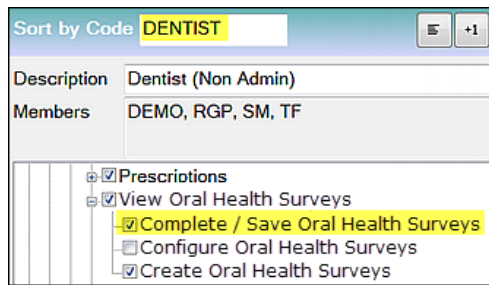 Sort by Code DENTIST
+1
Description Dentist (Non Admin)
Members DEMO, RGP, SM, TF
Prescriptions
View Oral Health Surveys
Complete / Save Oral Health Surveys
Configure Oral Health Surveys
Create Oral Health Surveys